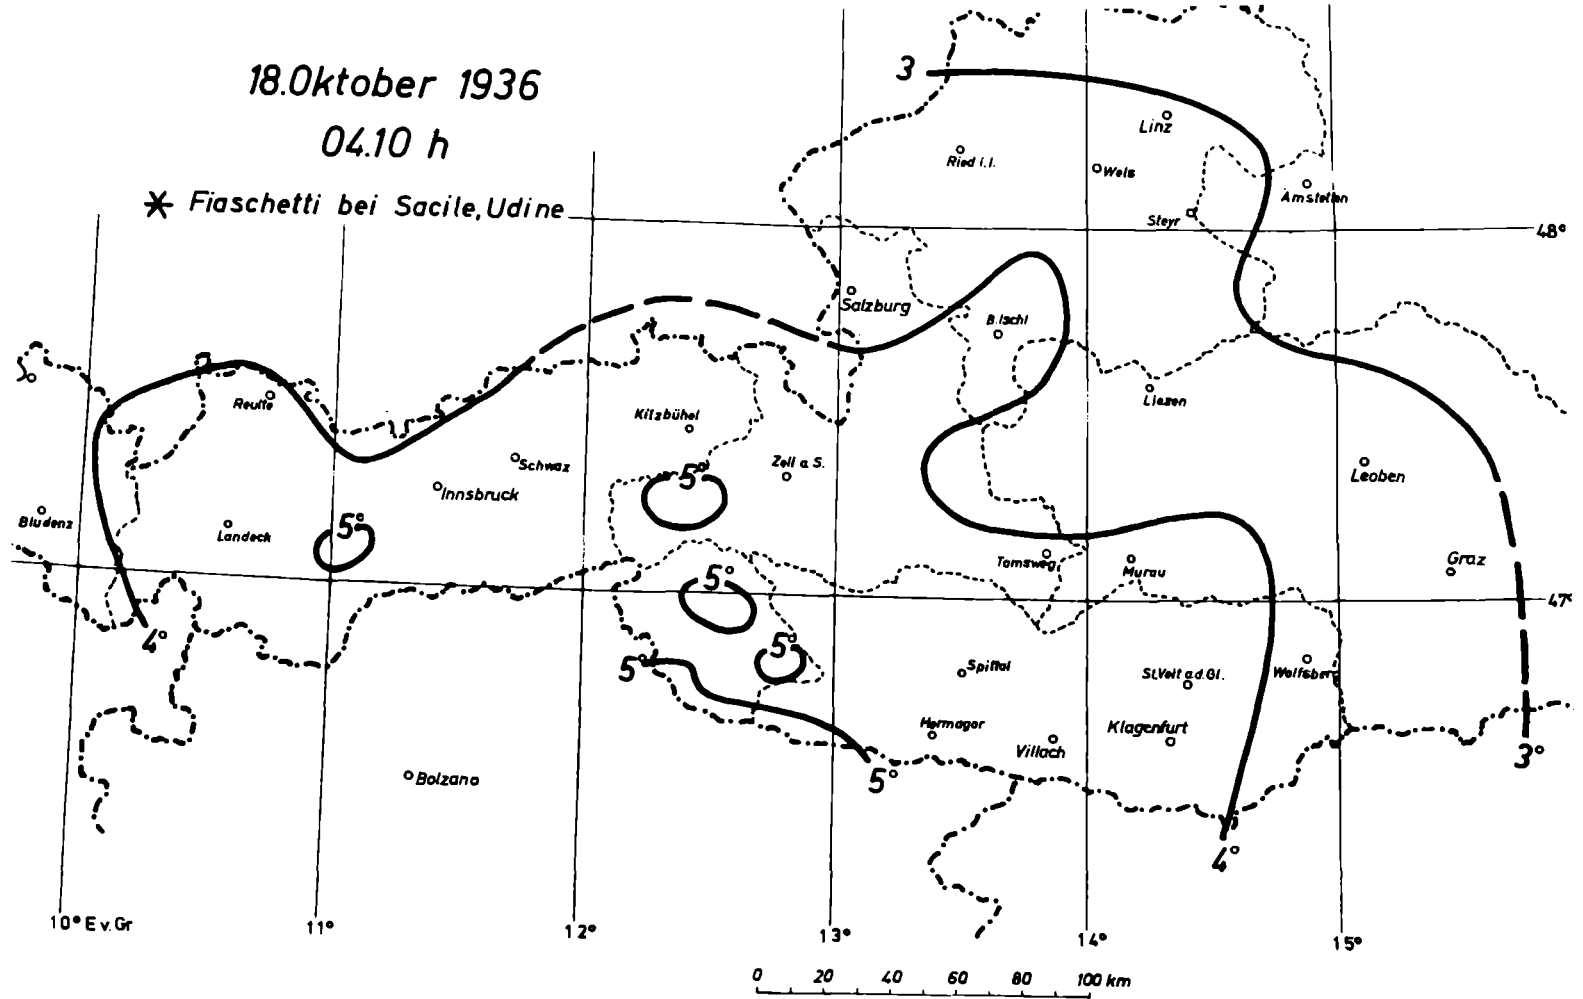 18.Oktober 1936
04.10 h
* Fiaschetti bei Sacile, Udine
3
Linz
Ried i. I.
Wels
Amstetten
Steyr
48°
Salzburg
B. Ischl
Reutte
Kitzbühel
Liezen
Schwaz
Zell a S.
Leoben
Innsbruck
5°
5°
Bludenz
Landeck
Tamsweg
Murau
Graz
5°
47°
4°
5°
5°
Spittal
St.Veit a.d.Gl.
Wolfsberg
Hermagor
Villach
Klagenfurt
3°
Bolzano
5°
4°
10° E v. Gr
11°
12°
13°
14°
15°
0 20 40 60 80 100 km